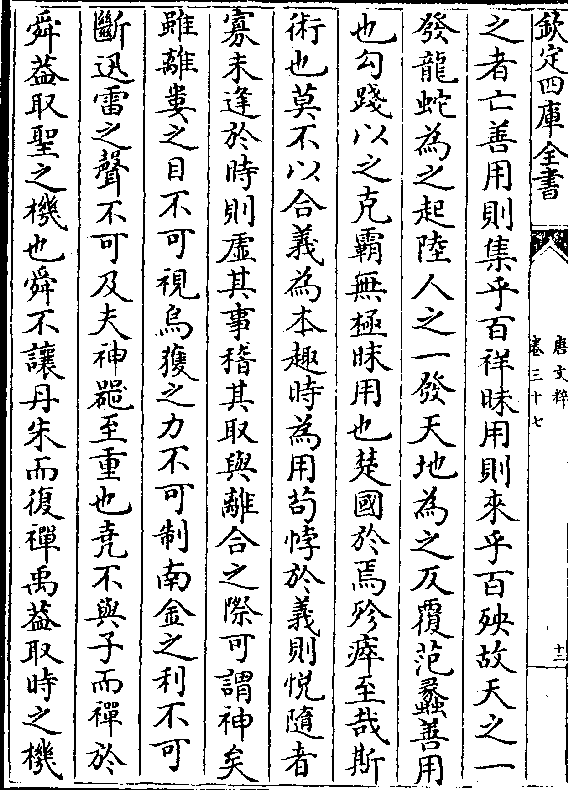 欽定四庫全書
唐文粹
卷三十七
十二
之者亡善用則集乎百祥昧用則來乎百殃故天之一
發龍蛇為之起陸人之一發天地為之反覆范蠡善用
也勾踐以之克霸無極昧用也楚國於焉殄瘁至哉斯
術也莫不以合義為本趣時為用苟悖於義則悅隨者
寡未逢於時則虛其事稽其取與離合之際可謂神矣
雖離婁之目不可視烏獲之力不可制南金之利不可
斷迅雷之聲不可及夫神器至重也堯不與子而禪於
舜葢取聖之機也舜不讓丹朱而復禪禹葢取時之機